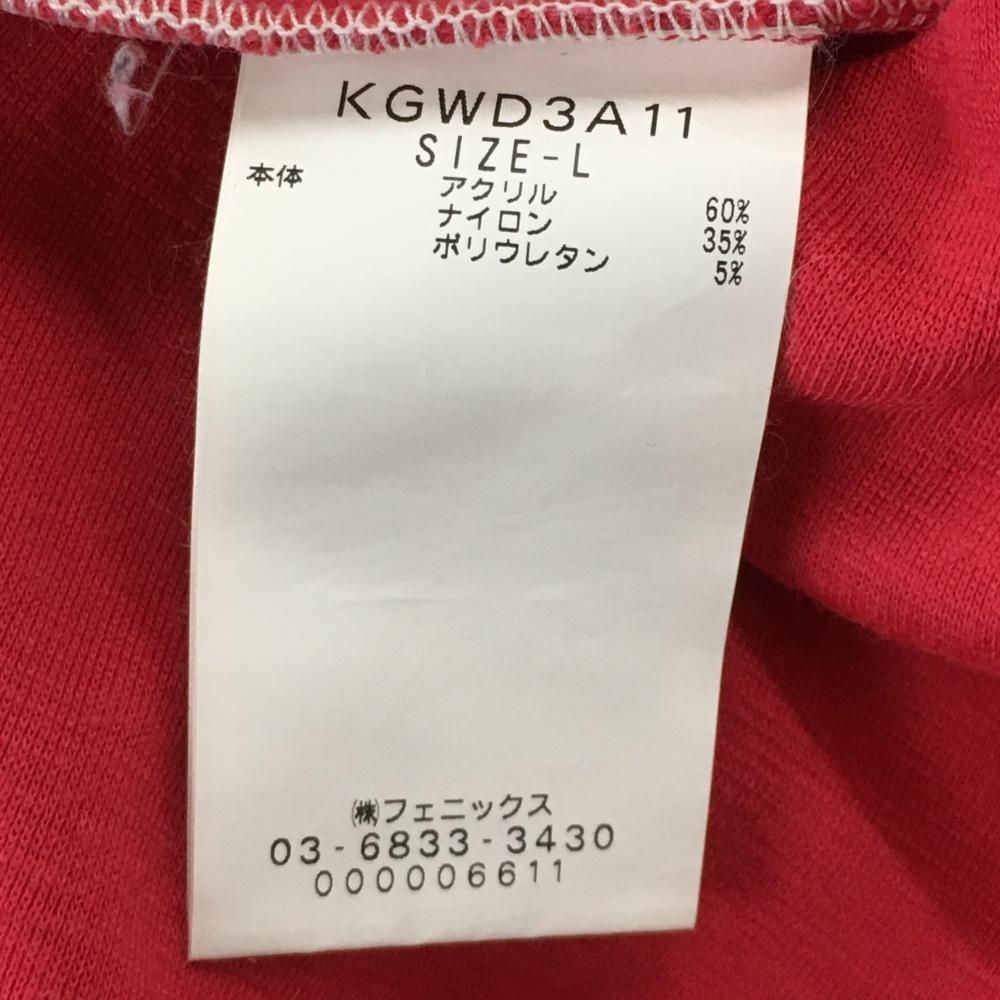 KGWD3A11
SIZE-L
本体 アクリル 60%
ナイロン 35%
ポリウレタン 5%
㈱フェニックス
03-6833-3430
000006611